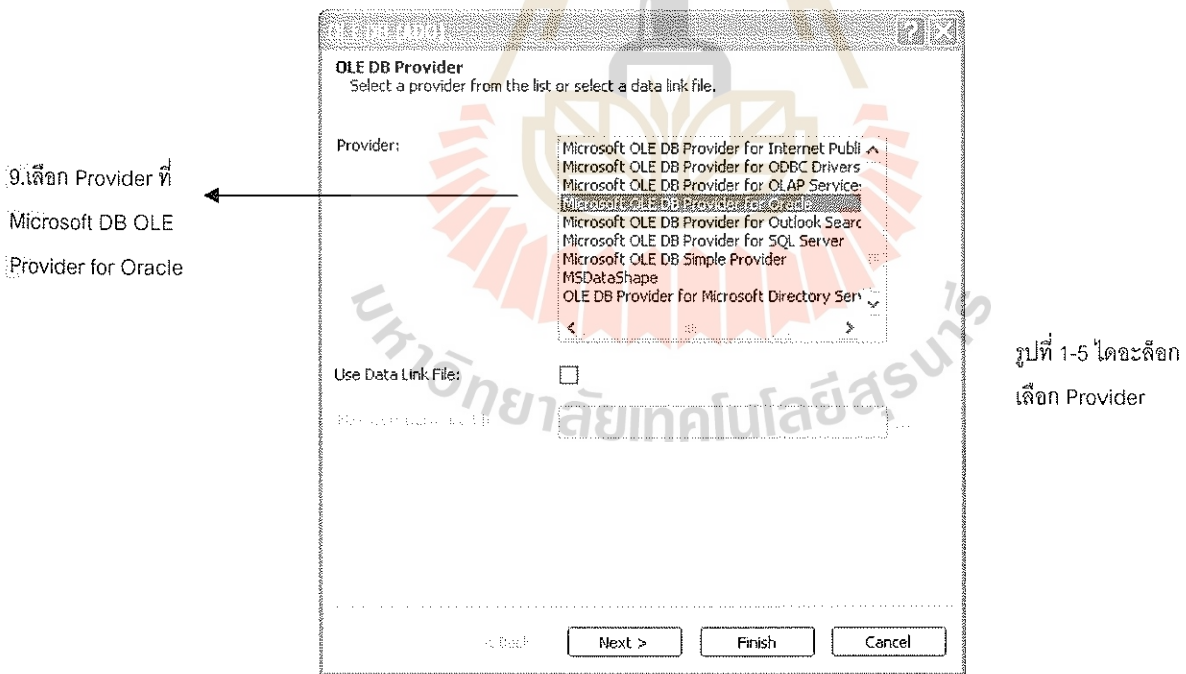 OLE DB (ADO)
OLE DB Provider
Select a provider from the list or select a data link file.
Provider:
Microsoft OLE DB Provider for Internet Publi
Microsoft OLE DB Provider for ODBC Drivers
Microsoft OLE DB Provider for OLAP Service
Microsoft OLE DB Provider for Oracle
Microsoft OLE DB Provider for Outlook Searc
Microsoft OLE DB Provider for SQL Server
Microsoft OLE DB Simple Provider
MSDataShape
OLE DB Provider for Microsoft Directory Serv
9.เลือก Provider ที่
Microsoft DB OLE
Provider for Oracle
มหาวิทยาลัยเทคโนโลยีสุรนารี
Use Data Link File:
รูปที่ 1-5 ไดอะล็อก
เลือก Provider
< Back
Next >
Finish
Cancel